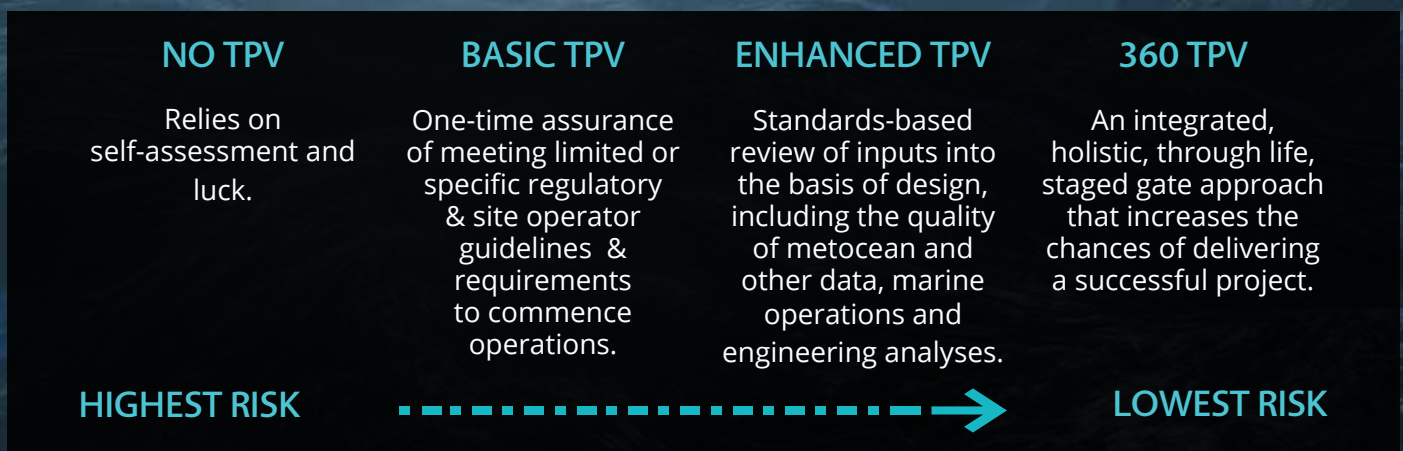 NO TPV
Relies on
self-assessment and
luck.
BASIC TPV
One-time assurance
of meeting limited or
specific regulatory
& site operator
guidelines &
requirements
to commence
operations.
ENHANCED TPV
Standards-based
review of inputs into
the basis of design,
including the quality
of metocean and
other data, marine
operations and
engineering analyses.
360 TPV
An integrated,
holistic, through life,
staged gate approach
that increases the
chances of delivering
a successful project.
HIGHEST RISK
LOWEST RISK